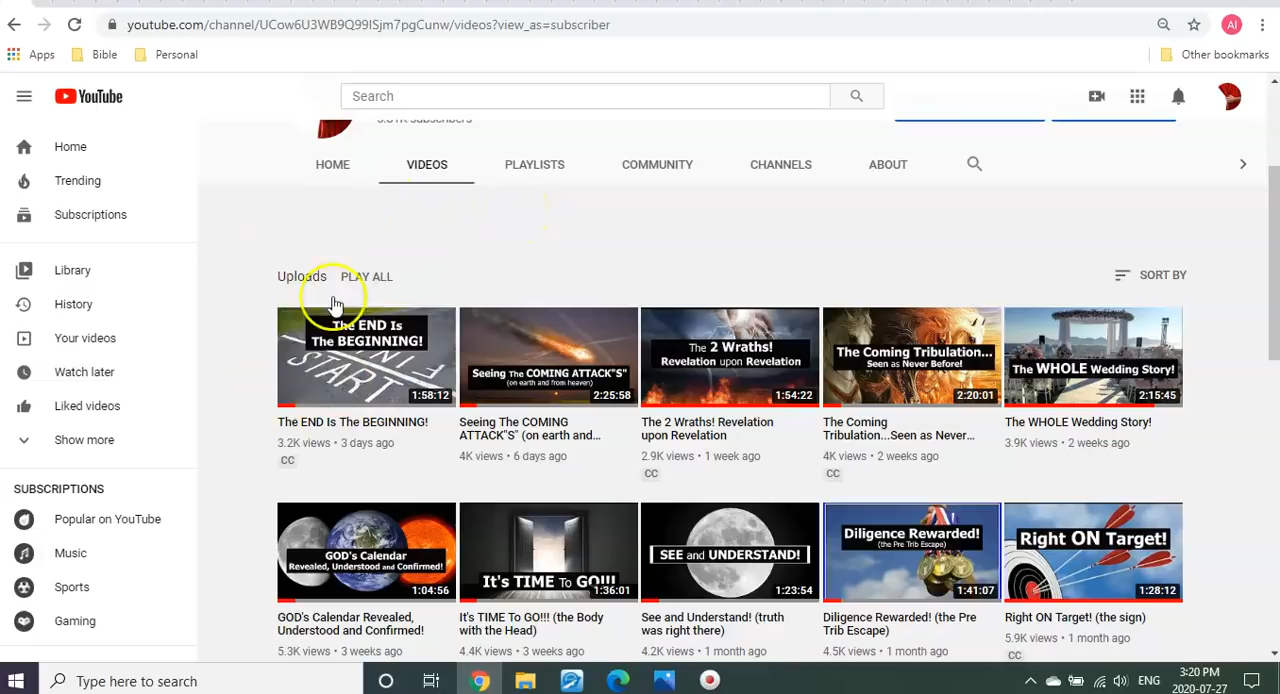 youtube.com/channel/UCow6U3WB9Q99lSjm7pgCunw/videos?view_as=subscriber
AI
Apps Bible Personal Other bookmarks
YouTube
Search
subscribers
HOME VIDEOS PLAYLISTS COMMUNITY CHANNELS ABOUT
Home
Trending
Subscriptions
Library
History
Your videos
Watch later
Liked videos
Show more
SUBSCRIPTIONS
Popular on YouTube
Music
Sports
Gaming
Uploads PLAY ALL SORT BY
The END Is
The BEGINNING!
START
1:58:12
Seeing The COMING ATTACK"S"
(on earth and from heaven)
2:25:58
The 2 Wraths!
Revelation upon Revelation
1:54:22
The Coming Tribulation...
Seen as Never Before!
2:20:01
The WHOLE Wedding Story!
2:15:45
The END Is The BEGINNING!
3.2K views • 3 days ago
CC
Seeing The COMING
ATTACK"S" (on earth and...
4K views • 6 days ago
The 2 Wraths! Revelation
upon Revelation
2.9K views • 1 week ago
CC
The Coming
Tribulation...Seen as Never...
4K views • 2 weeks ago
CC
The WHOLE Wedding Story!
3.9K views • 2 weeks ago
GOD's Calendar
Revealed, Understood and Confirmed!
1:04:56
It's TIME To GO!!!
1:36:01
SEE and UNDERSTAND!
1:23:54
Diligence Rewarded!
(the Pre Trib Escape)
1:41:07
Right ON Target!
1:28:12
GOD's Calendar Revealed,
Understood and Confirmed!
5.3K views • 3 weeks ago
It's TIME To GO!!! (the Body
with the Head)
4.4K views • 3 weeks ago
See and Understand! (truth
was right there)
4.2K views • 1 month ago
Diligence Rewarded! (the Pre
Trib Escape)
4.5K views • 1 month ago
Right ON Target! (the sign)
5.9K views • 1 month ago
CC
Type here to search
ENG
3:20 PM
2020-07-27